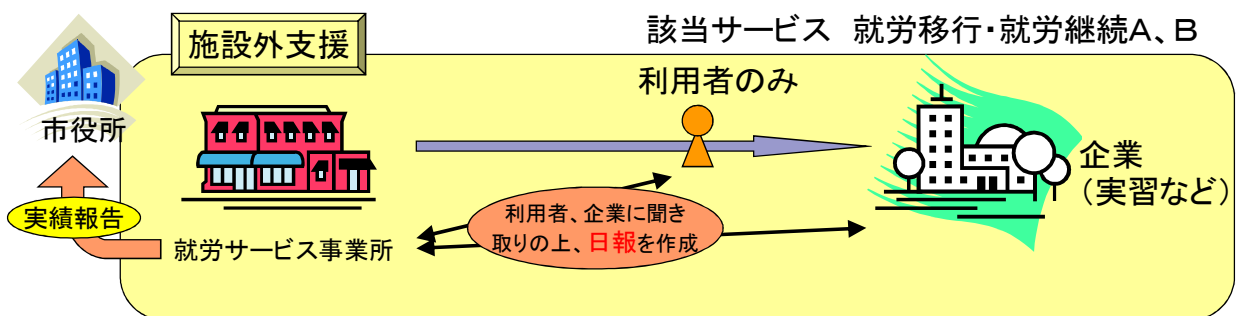 施設外支援
該当サービス 就労移行・就労継続A、B
利用者のみ
市役所
企業
（実習など）
実績報告
利用者、企業に聞き
取りの上、日報を作成
就労サービス事業所